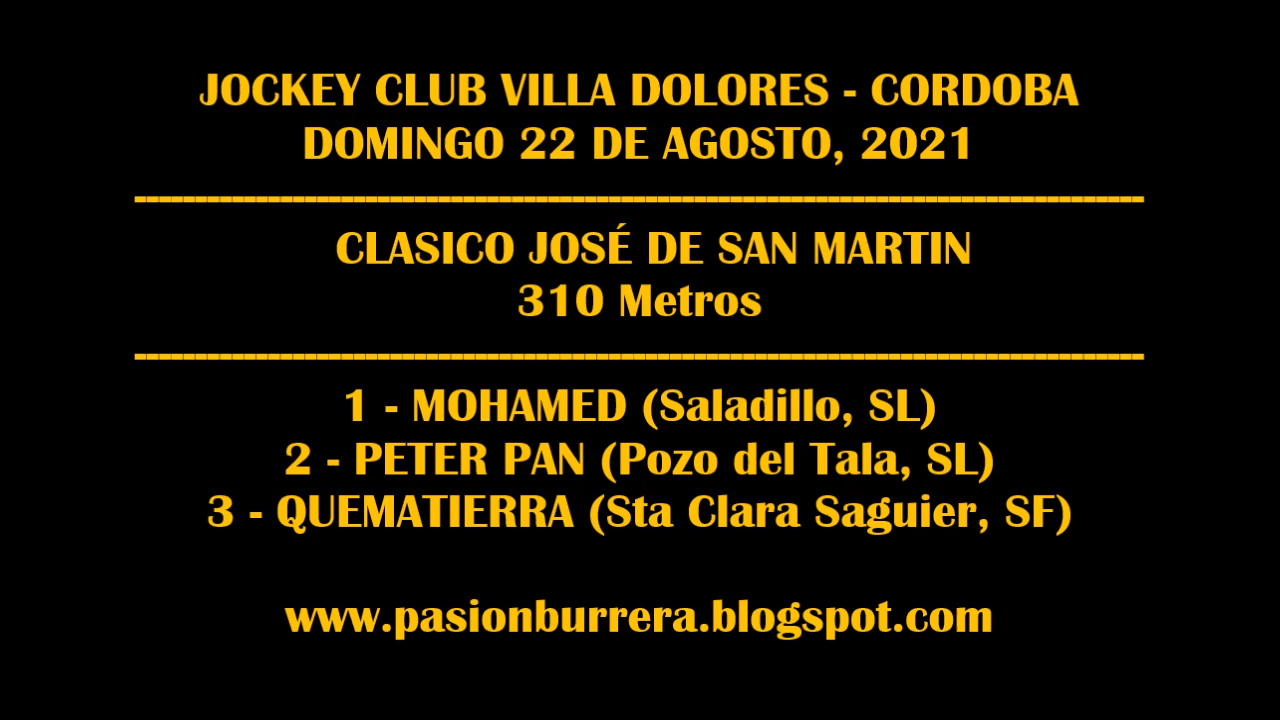 JOCKEY CLUB VILLA DOLORES - CORDOBA
DOMINGO 22 DE AGOSTO, 2021
--------------------------------------------------------------------------------
CLASICO JOSÉ DE SAN MARTIN
310 Metros
--------------------------------------------------------------------------------
1 - MOHAMED (Saladillo, SL)
2 - PETER PAN (Pozo del Tala, SL)
3 - QUEMATIERRA (Sta Clara Saguier, SF)
www.pasionburrera.blogspot.com